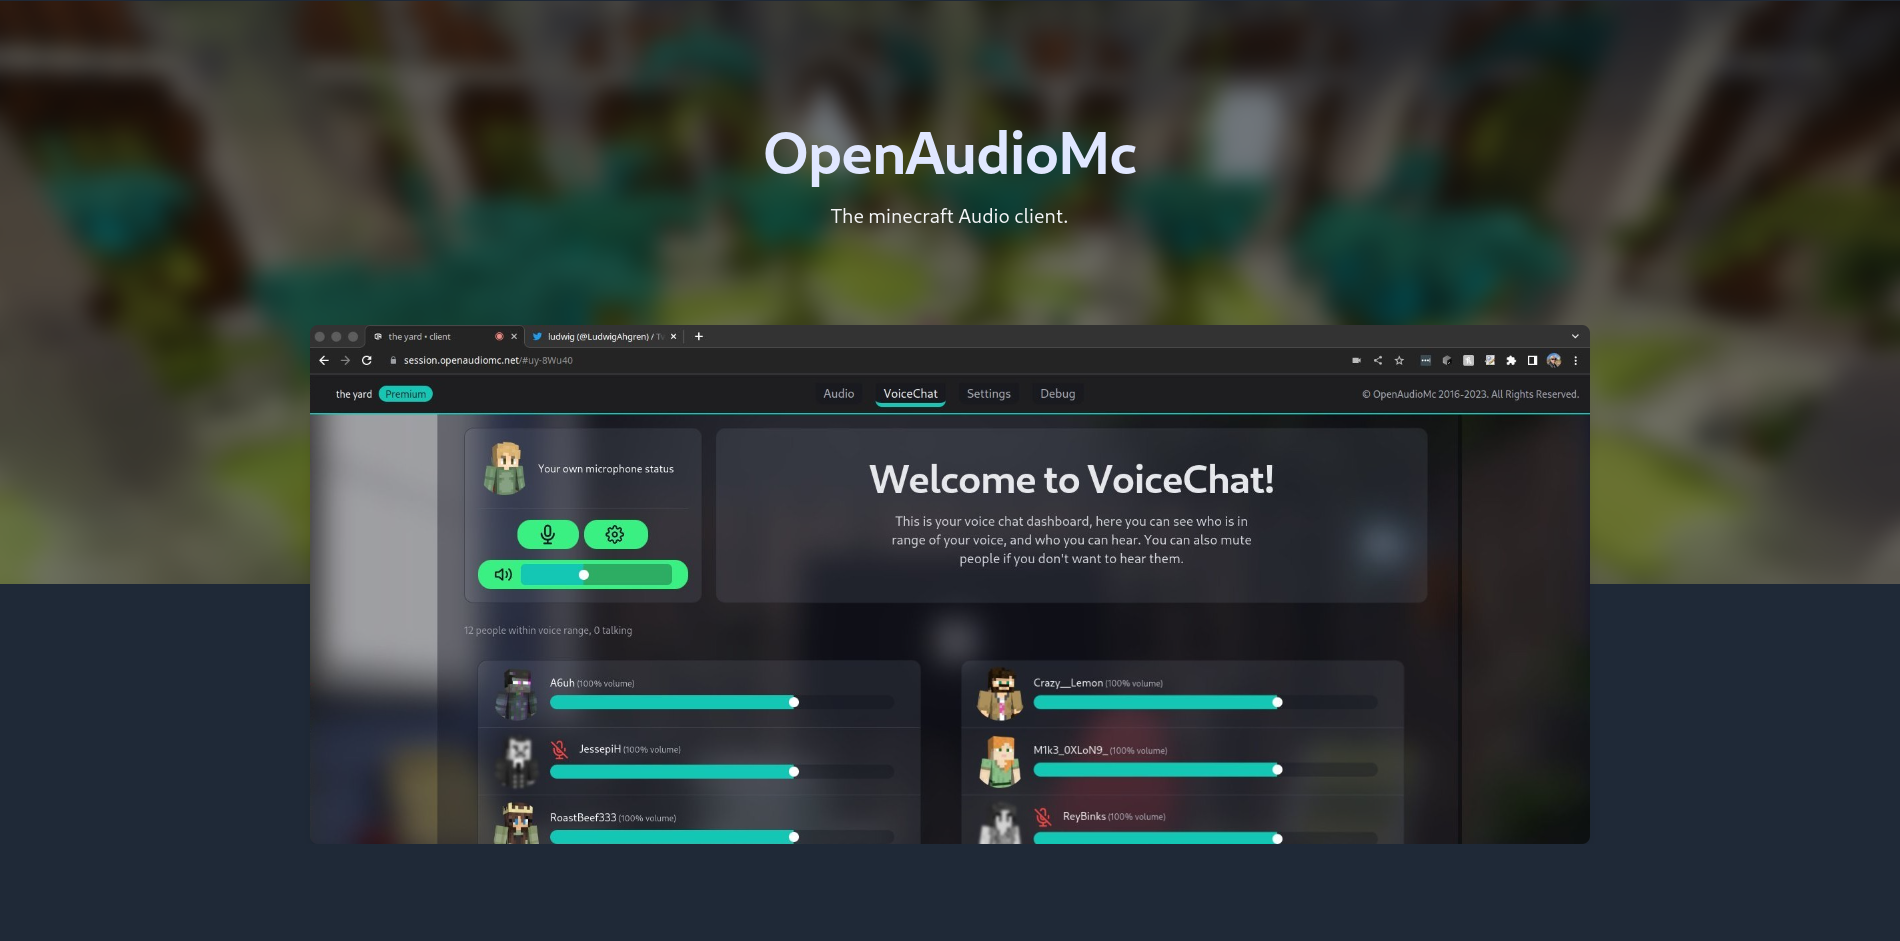 OpenAudioMc
The minecraft Audio client.
the yard • client
ludwig (@LudwigAhgren) /
session.openaudiomc.net/#uy-8Wu40
the yard Premium
Audio VoiceChat Settings Debug
© OpenAudioMc 2016-2023. All Rights Reserved.
Your own microphone status
Welcome to VoiceChat!
This is your voice chat dashboard, here you can see who is in
range of your voice, and who you can hear. You can also mute
people if you don't want to hear them.
12 people within voice range, 0 talking
A6uh (100% volume)
Crazy__Lemon (100% volume)
JessepiH (100% volume)
M1k3_0XLoN9_ (100% volume)
RoastBeef333 (100% volume)
ReyBinks (100% volume)